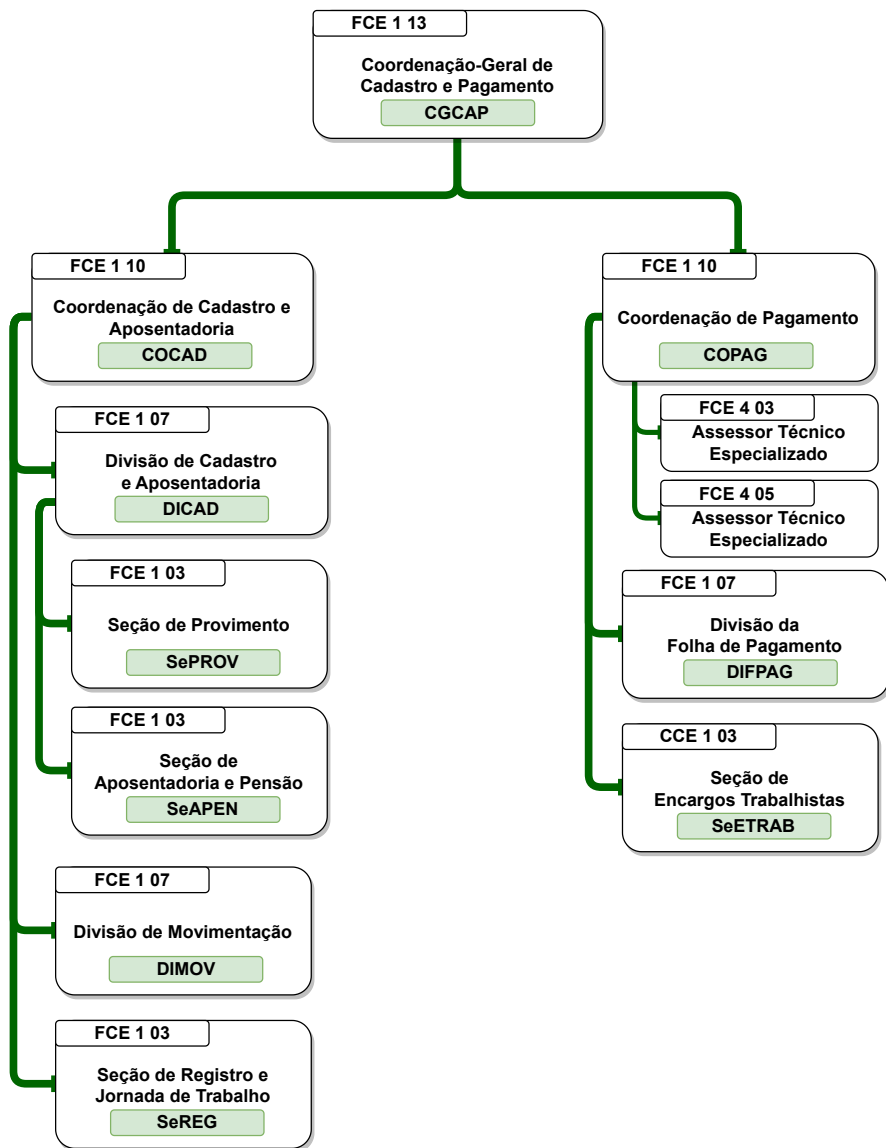 FCE 1 13
Coordenação-Geral de
Cadastro e Pagamento
CGCAP
FCE 1 10
Coordenação de Cadastro e
Aposentadoria
COCAD
FCE 1 07
Divisão de Cadastro
e Aposentadoria
DICAD
FCE 1 03
Seção de Provimento
SePROV
FCE 1 03
Seção de
Aposentadoria e Pensão
SeAPEN
FCE 1 07
Divisão de Movimentação
DIMOV
FCE 1 03
Seção de Registro e
Jornada de Trabalho
SeREG
FCE 1 10
Coordenação de Pagamento
COPAG
FCE 4 03
Assessor Técnico
Especializado
FCE 4 05
Assessor Técnico
Especializado
FCE 1 07
Divisão da
Folha de Pagamento
DIFPAG
CCE 1 03
Seção de
Encargos Trabalhistas
SeETRAB